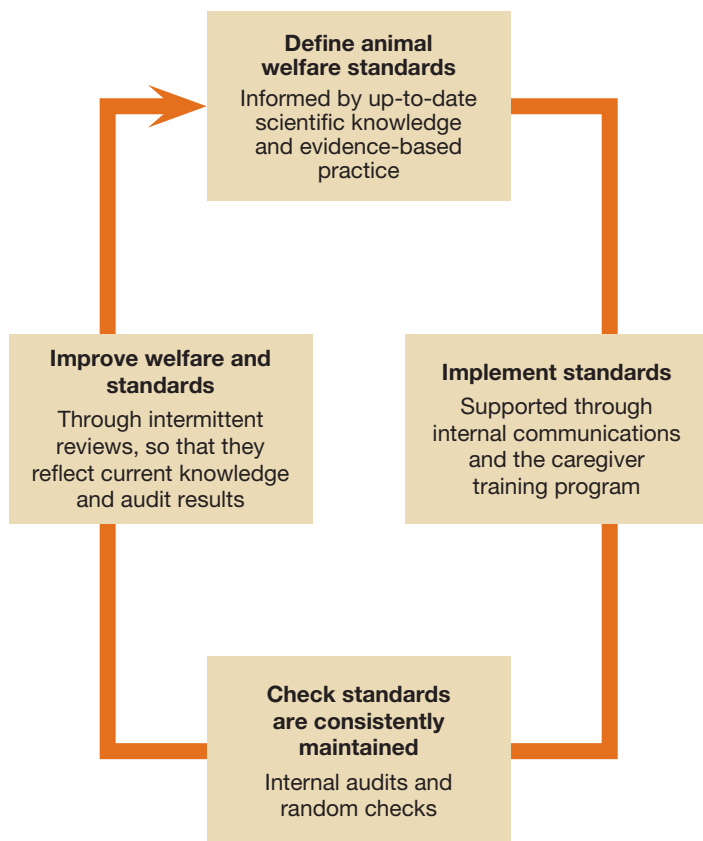 Define animal
welfare standards
Informed by up-to-date
scientific knowledge
and evidence-based
practice
Improve welfare and
standards
Through intermittent
reviews, so that they
reflect current knowledge
and audit results
Implement standards
Supported through
internal communications
and the caregiver
training program
Check standards
are consistently
maintained
Internal audits and
random checks